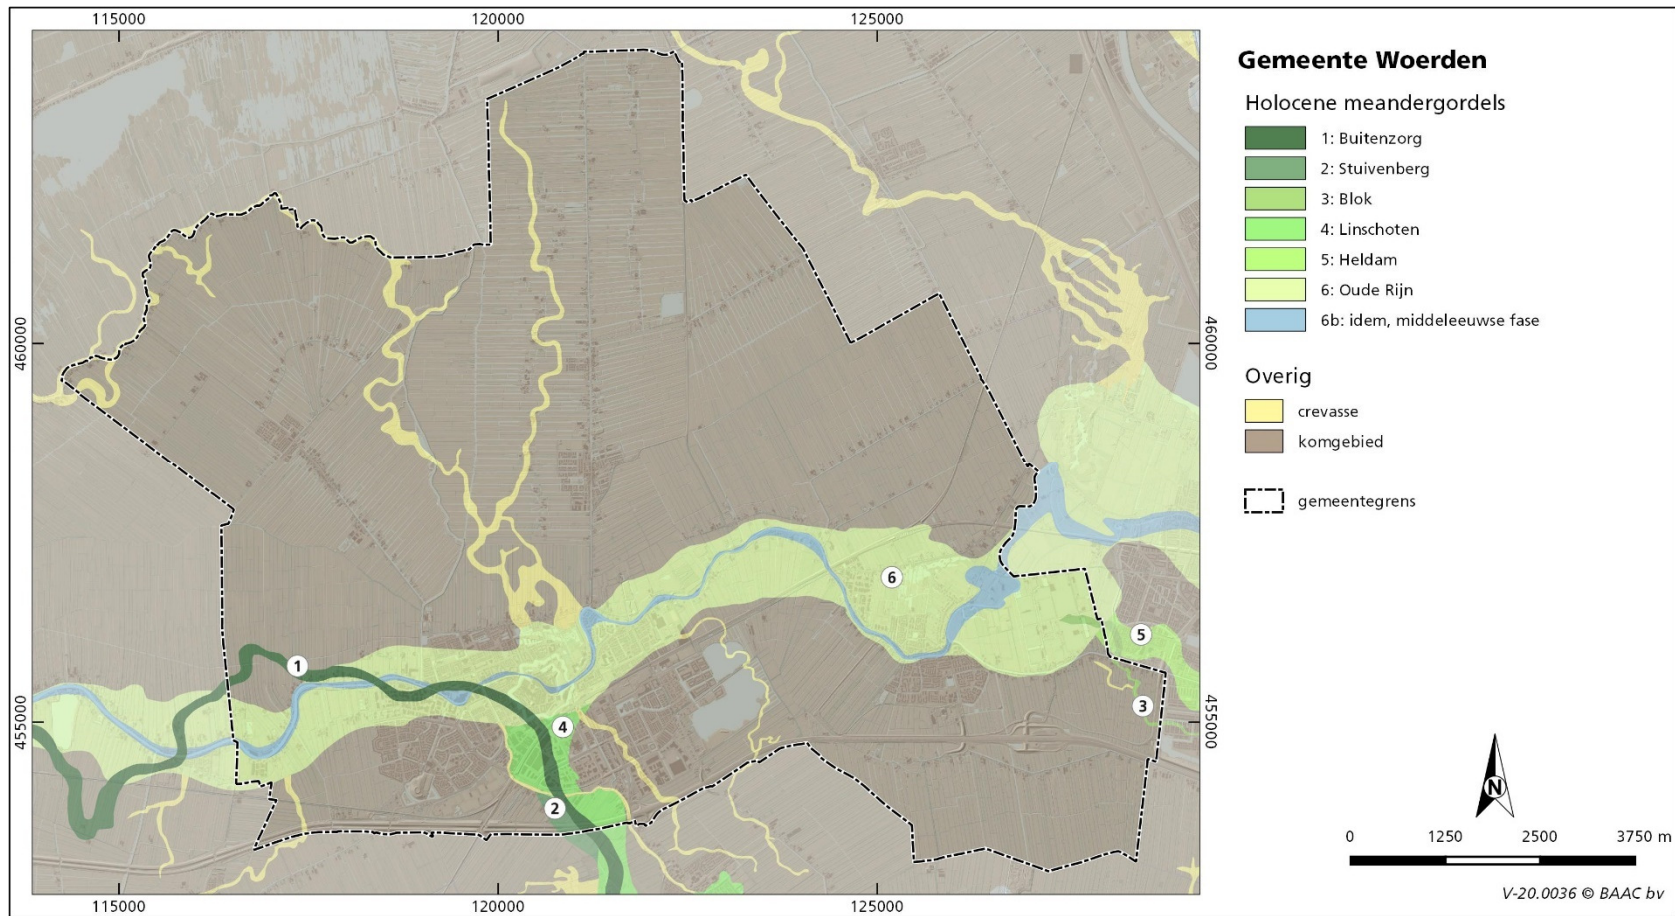 115000
120000
125000
460000
455000
460000
455000
1
6
5
3
4
2
115000
120000
125000
Gemeente Woerden
Holocene meandergordels
1: Buitenzorg
2: Stuivenberg
3: Blok
4: Linschoten
5: Heldam
6: Oude Rijn
6b: idem, middeleeuwse fase
Overig
crevasse
komgebied
gemeentegrens
N
0 1250 2500 3750 m
V-20.0036 © BAAC bv